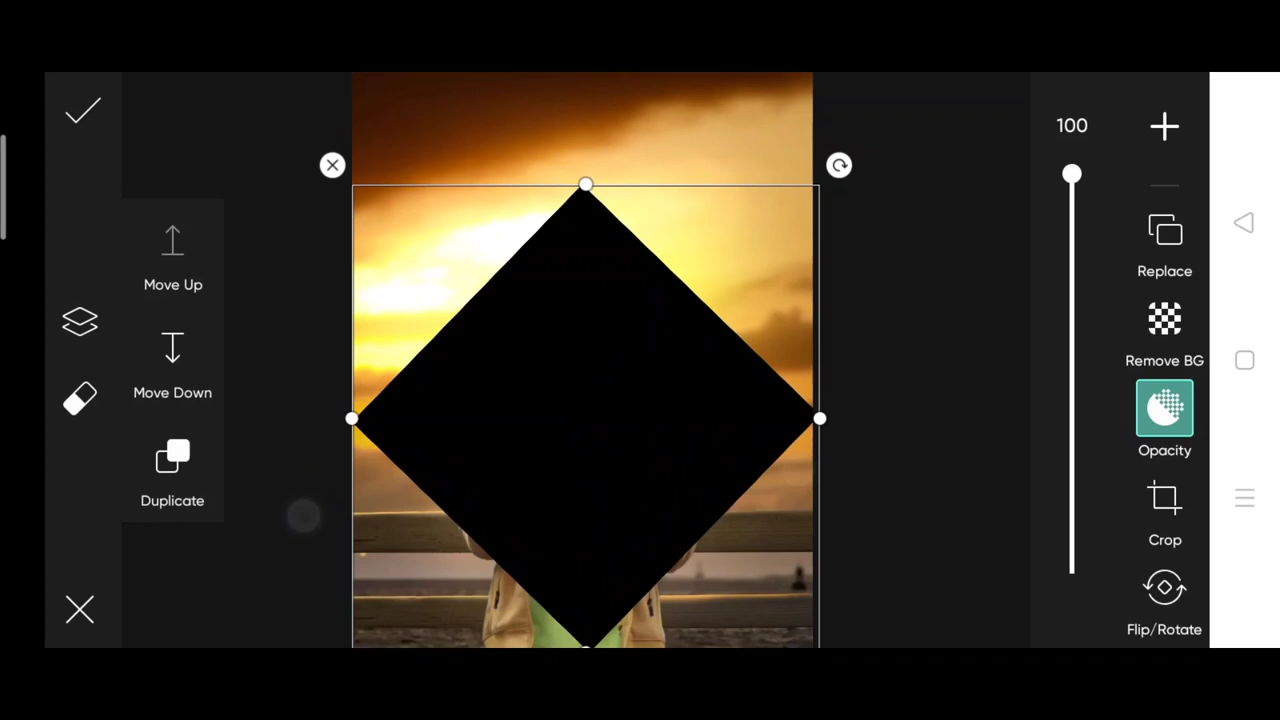 Move Up
Move Down
Duplicate
100
Replace
Remove BG
Opacity
Crop
Flip/Rotate